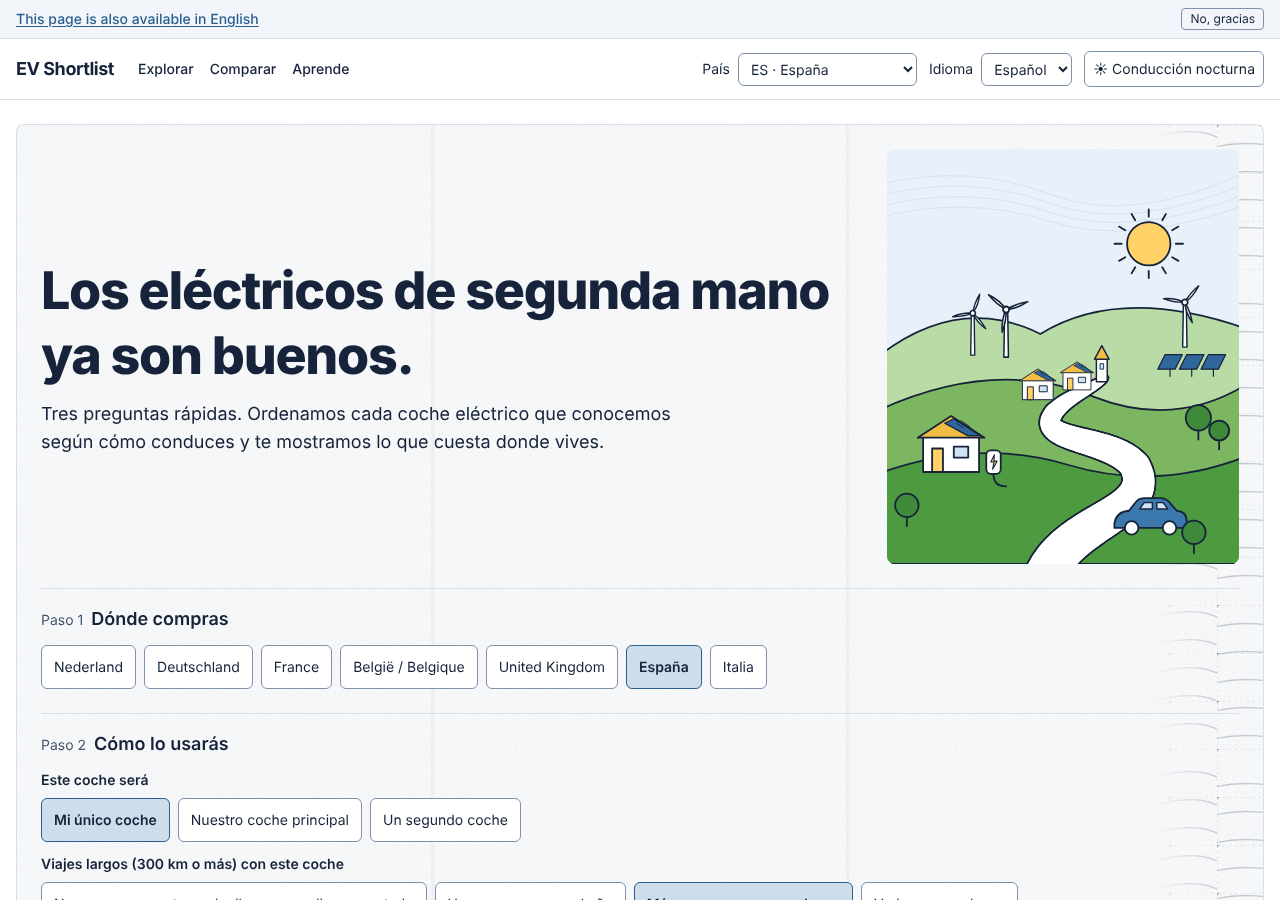 This page is also available in English
No, gracias
EV Shortlist
Explorar
Comparar
Aprende
País
ES · España
Idioma
Español
Conducción nocturna
Los eléctricos de segunda mano
ya son buenos.
Tres preguntas rápidas. Ordenamos cada coche eléctrico que conocemos
según cómo conduces y te mostramos lo que cuesta donde vives.
Paso 1 Dónde compras
Nederland
Deutschland
France
België / Belgique
United Kingdom
España
Italia
Paso 2 Cómo lo usarás
Este coche será
Mi único coche
Nuestro coche principal
Un segundo coche
Viajes largos (300 km o más) con este coche